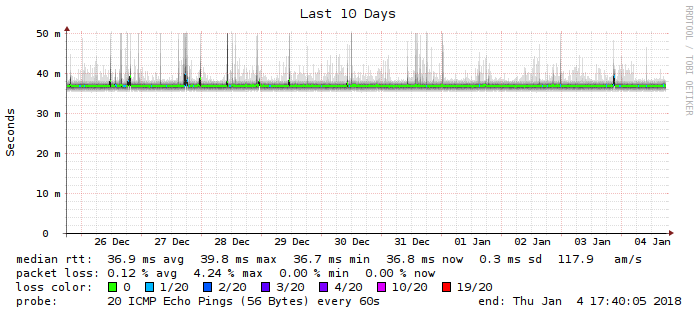 Last 10 Days
RRDTOOL / TOBI OETIKER
Seconds
50 m
40 m
30 m
20 m
10 m
0
26 Dec 27 Dec 28 Dec 29 Dec 30 Dec 31 Dec 01 Jan 02 Jan 03 Jan 04 Jan
median rtt: 36.9 ms avg 39.8 ms max 36.7 ms min 36.8 ms now 0.3 ms sd 117.9 am/s
packet loss: 0.12 % avg 4.24 % max 0.00 % min 0.00 % now
loss color: 0 1/20 2/20 3/20 4/20 10/20 19/20
probe: 20 ICMP Echo Pings (56 Bytes) every 60s end: Thu Jan 4 17:40:05 2018